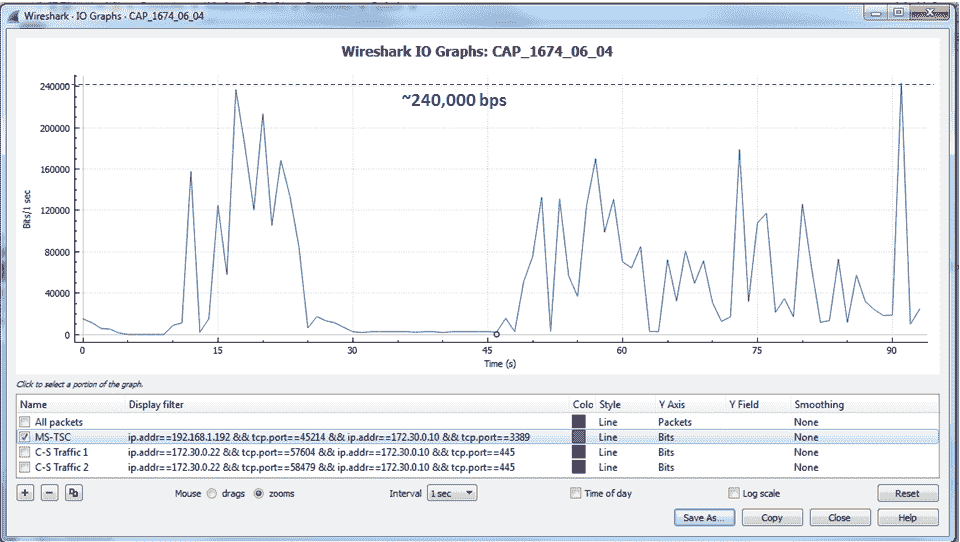 Wireshark · IO Graphs · CAP_1674_06_04
Wireshark IO Graphs: CAP_1674_06_04
~240,000 bps
240000
200000
160000
120000
80000
40000
0
Bits/1 sec
0 15 30 45 60 75 90
Time (s)
Click to select a portion of the graph.
Name Display filter Colo Style Y Axis Y Field Smoothing
All packets Line Packets None
MS-TSC ip.addr==192.168.1.192 && tcp.port==45214 && ip.addr==172.30.0.10 && tcp.port==3389 Line Bits None
C-S Traffic 1 ip.addr==172.30.0.22 && tcp.port==57604 && ip.addr==172.30.0.10 && tcp.port==445 Line Bits None
C-S Traffic 2 ip.addr==172.30.0.22 && tcp.port==58479 && ip.addr==172.30.0.10 && tcp.port==445 Line Bits None
Mouse drags zooms Interval 1 sec Time of day Log scale Reset
Save As... Copy Close Help